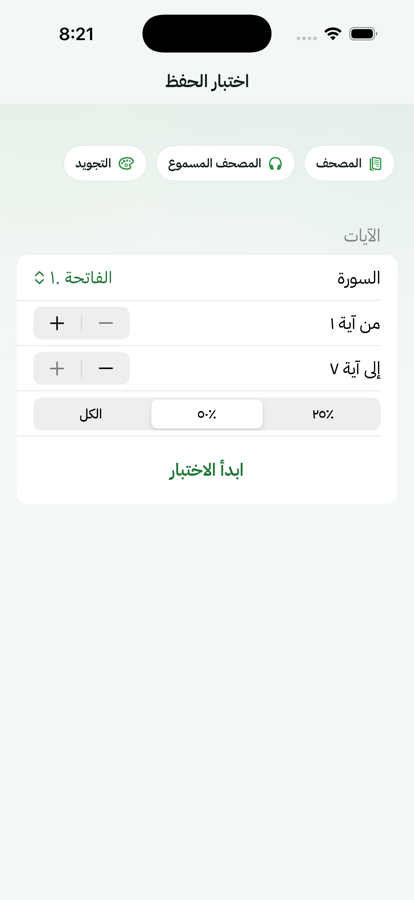 8:21
اختبار الحفظ
المصحف
المصحف المسموع
التجويد
الآيات
السورة
١. الفاتحة
من آية ١
إلى آية ٧
٢٥٪
٥٠٪
الكل
ابدأ الاختبار